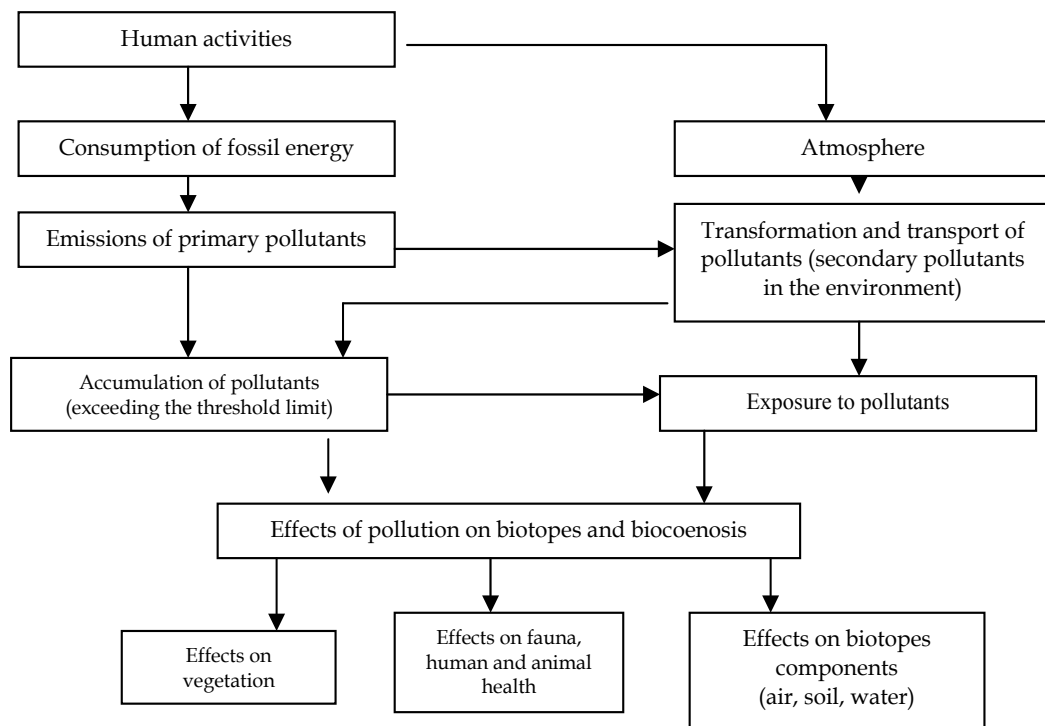 Human activities
Consumption of fossil energy
Atmosphere
Emissions of primary pollutants
Transformation and transport of
pollutants (secondary pollutants
in the environment)
Accumulation of pollutants
(exceeding the threshold limit)
Exposure to pollutants
Effects of pollution on biotopes and biocoenosis
Effects on
vegetation
Effects on fauna,
human and animal
health
Effects on biotopes
components
(air, soil, water)